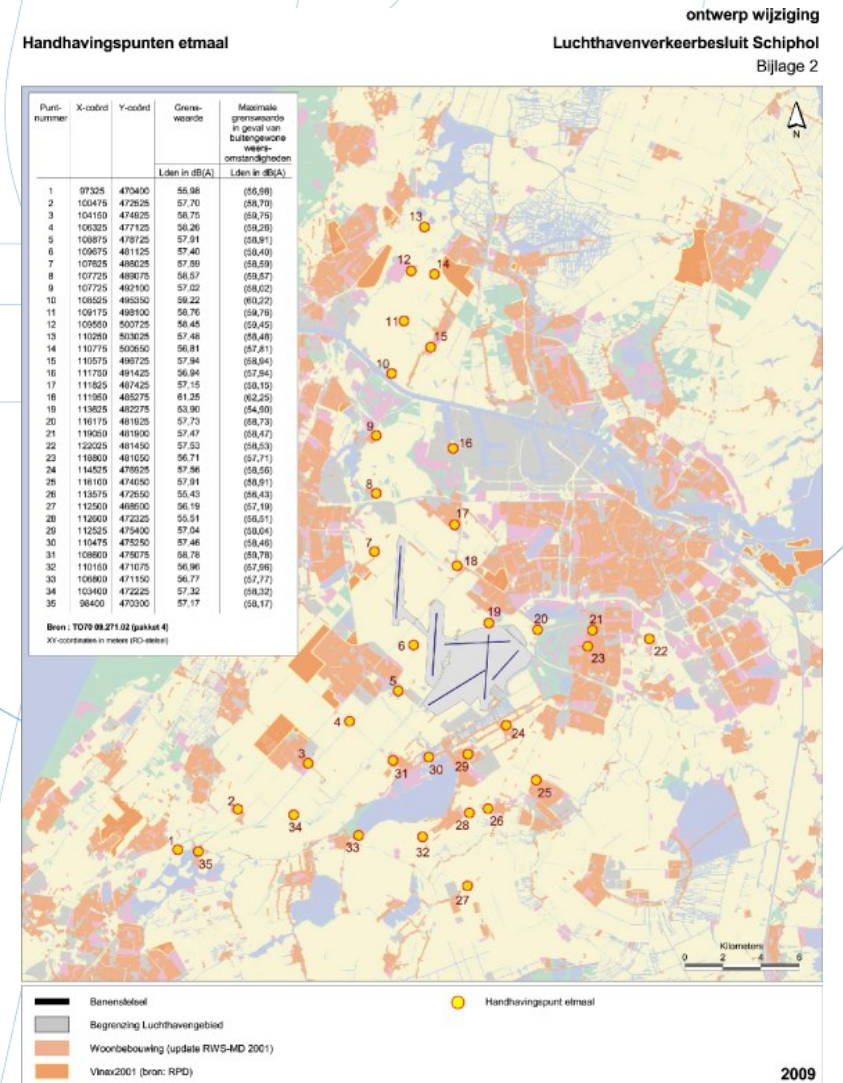 ontwerp wijziging
Handhavingspunten etmaal
Luchthavenverkeerbesluit Schiphol
Bijlage 2
Punt-nummer X-coörd Y-coörd Grens-waarde Maximale grenswaarde in geval van buitengewone weers-omstandigheden
Lden in dB(A) Lden in dB(A)
1 97325 470400 55,98 (56,98)
2 100475 472625 57,70 (58,70)
3 104150 474925 58,75 (59,75)
4 106325 477125 58,26 (59,26)
5 108875 478725 57,91 (58,91)
6 109675 481125 57,40 (58,40)
7 107625 486025 57,59 (58,59)
8 107725 489075 58,57 (59,57)
9 107725 492100 57,02 (58,02)
10 108525 495350 59,22 (60,22)
11 109175 498100 58,76 (59,76)
12 109550 500725 58,45 (59,45)
13 110250 503025 57,48 (58,48)
14 110775 500550 56,81 (57,81)
15 110575 496725 57,94 (58,94)
16 111750 491425 56,94 (57,94)
17 111825 487425 57,15 (58,15)
18 111950 485275 61,25 (62,25)
19 113625 482275 53,90 (54,90)
20 116175 481925 57,73 (58,73)
21 119050 481900 57,47 (58,47)
22 122025 481450 57,53 (58,53)
23 118800 481050 56,71 (57,71)
24 114525 476925 57,56 (58,56)
25 116100 474050 57,91 (58,91)
26 113575 472550 55,43 (56,43)
27 112500 468500 56,19 (57,19)
28 112600 472325 55,51 (56,51)
29 112525 475400 57,04 (58,04)
30 110475 475250 57,46 (58,46)
31 108600 475075 58,78 (59,78)
32 110150 471075 56,96 (57,96)
33 106800 471150 56,77 (57,77)
34 103400 472225 57,32 (58,32)
35 98400 470300 57,17 (58,17)
Bron : TO70 09.271.02 (pakket 4)
XY-coördinaten in meters (RD-stelsel)
N
13
12
14
11
15
10
9
16
8
17
7
18
19
20
21
6
22
23
5
4
24
3
31
30
29
25
2
34
28
26
33
32
1
35
27
Kilometers
0 2 4 6
Banenstelsel
Handhavingspunt etmaal
Begrenzing Luchthavengebied
Woonbebouwing (update RWS-MD 2001)
Vinex2001 (bron: RPD)
2009